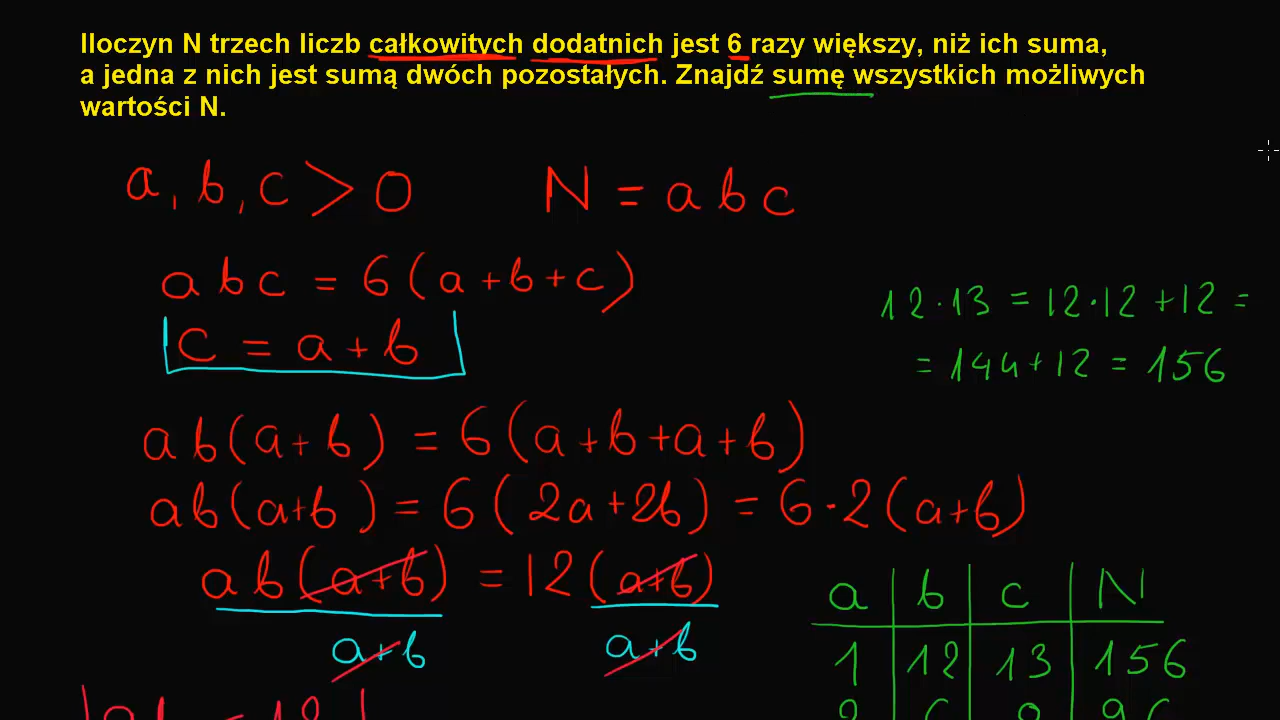 Iloczyn N trzech liczb całkowitych dodatnich jest 6 razy większy, niż ich suma,
a jedna z nich jest sumą dwóch pozostałych. Znajdź sumę wszystkich możliwych
wartości N.
a, b, c > 0 N = abc
abc = 6(a+b+c)
c = a+b
12·13 = 12·12+12 =
= 144+12 = 156
ab(a+b) = 6(a+b+a+b)
ab(a+b) = 6(2a+2b) = 6·2(a+b)
ab(a+b) = 12(a+b)
a+b a+b
a b c N
1 12 13 156